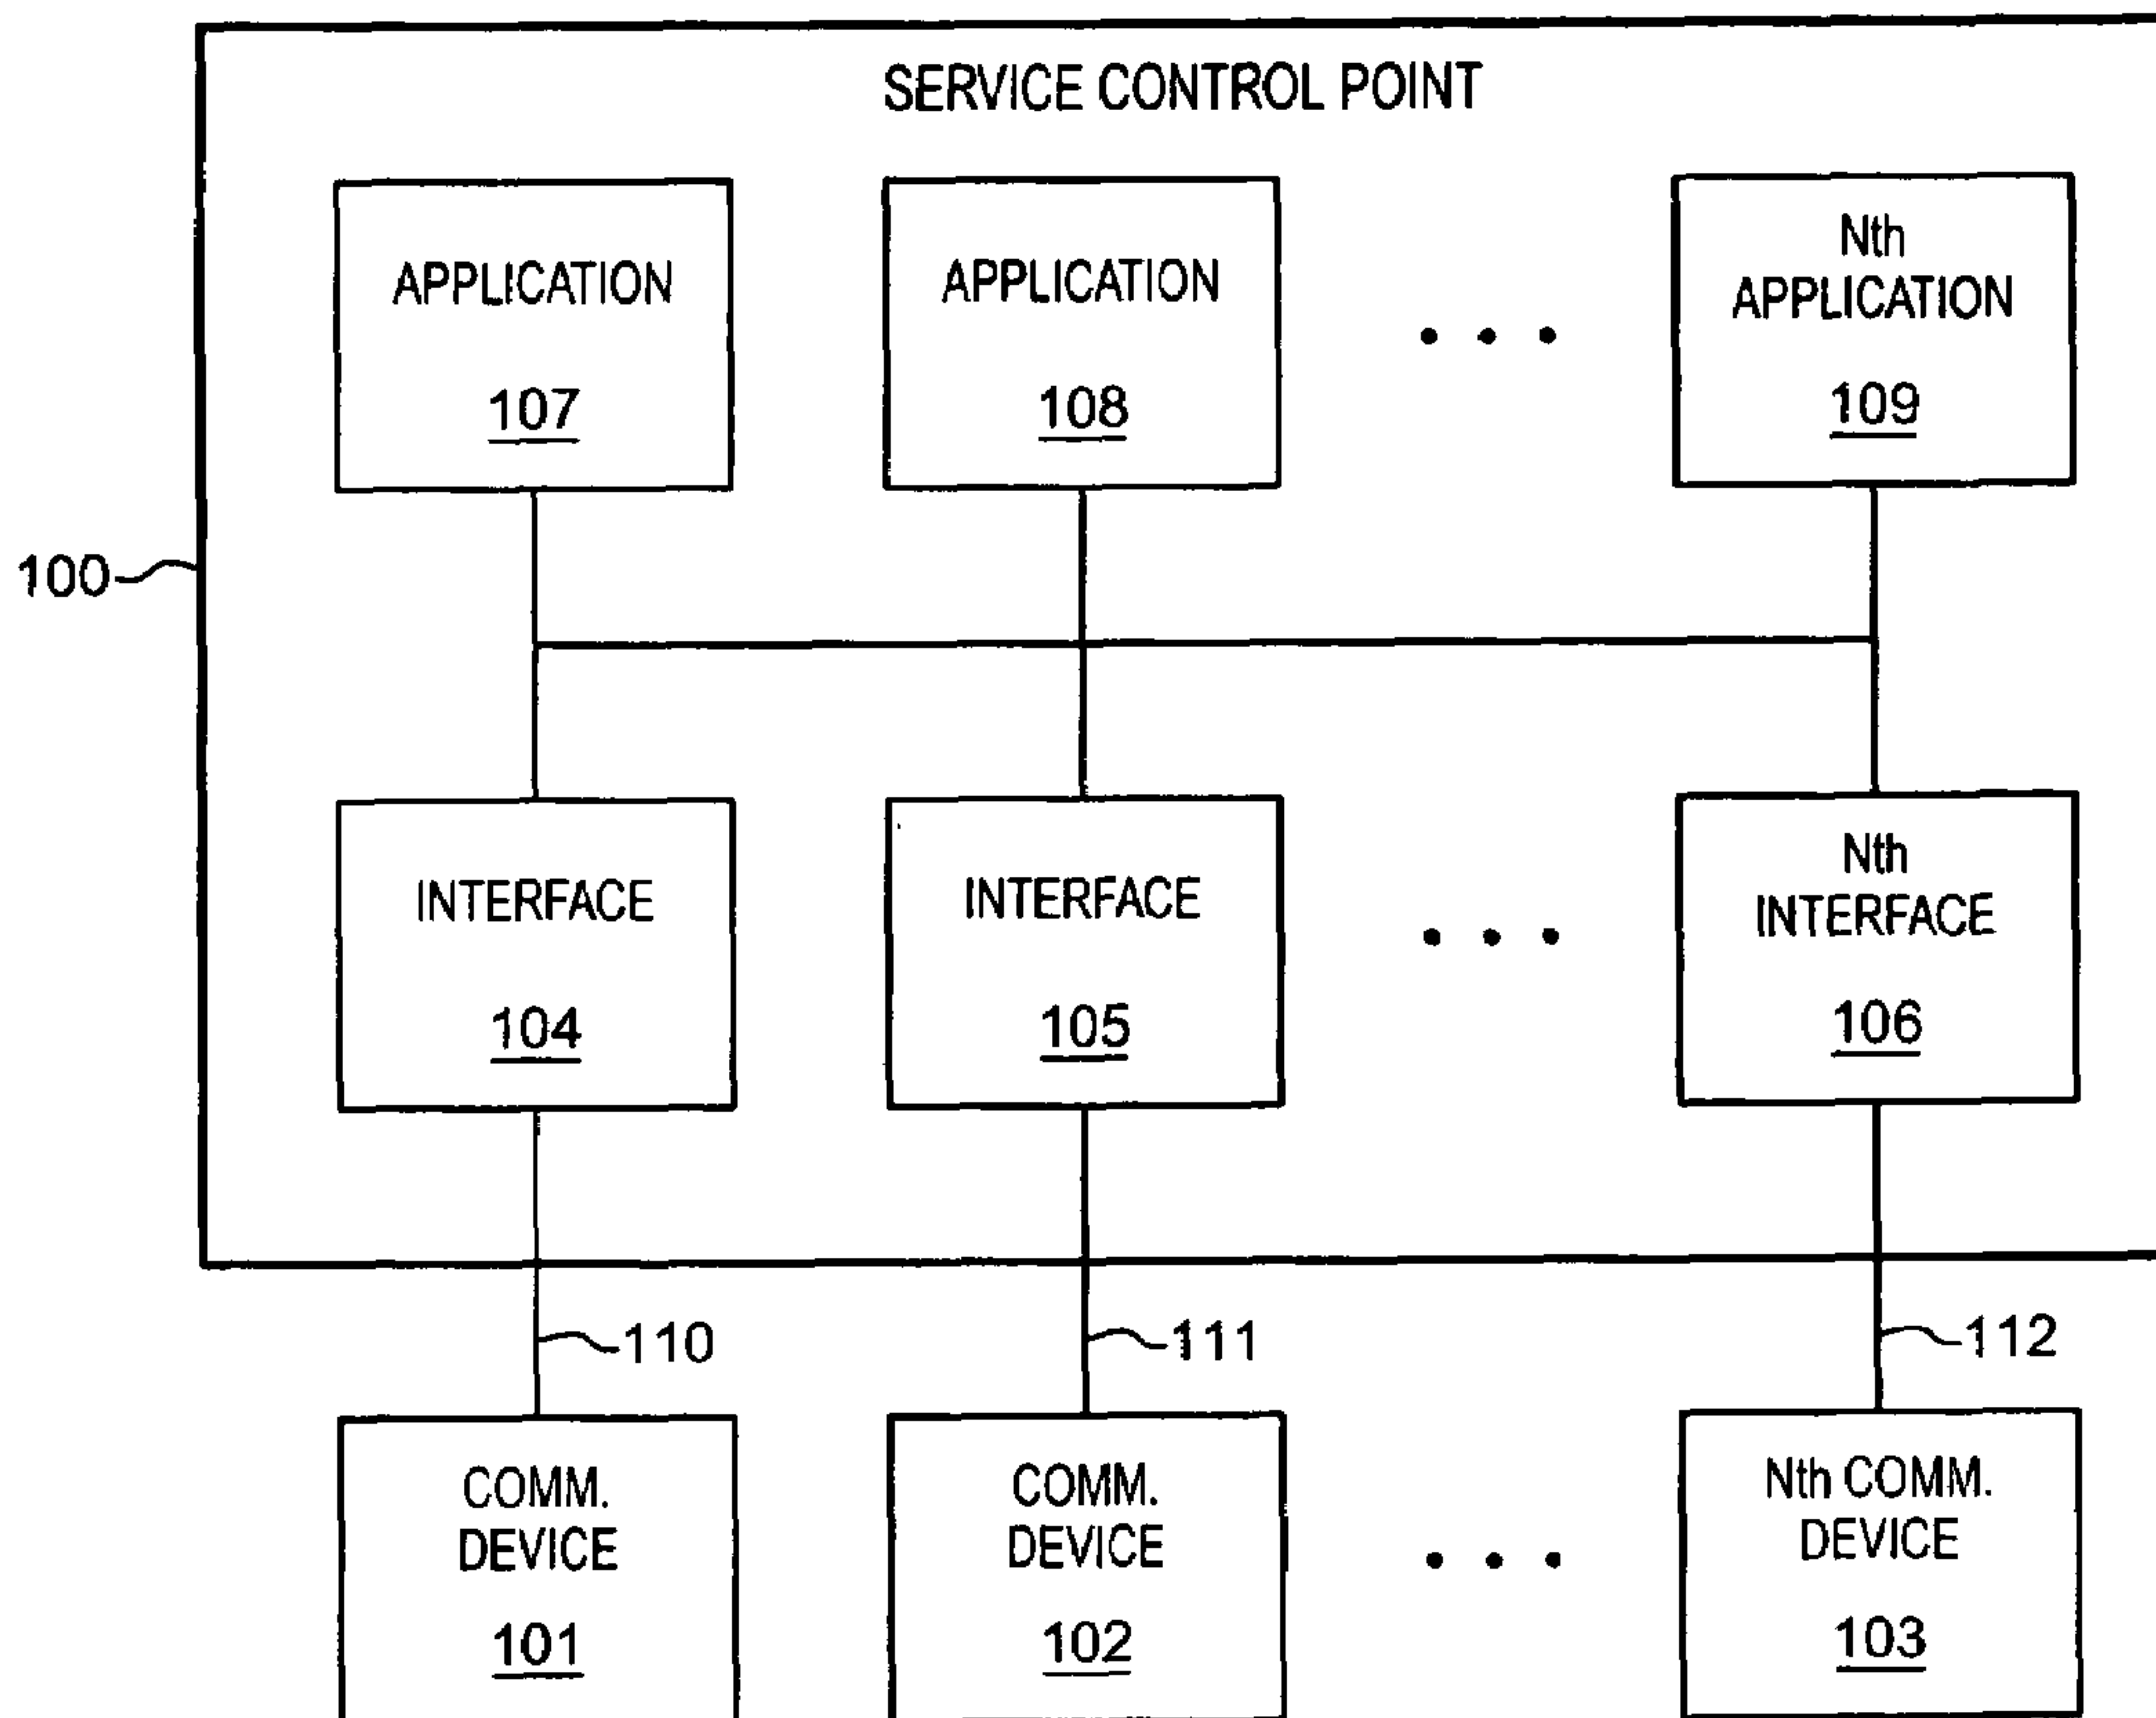 SERVICE CONTROL POINT
APPLICATION
107
APPLICATION
108
Nth
APPLICATION
109
100
INTERFACE
104
INTERFACE
105
Nth
INTERFACE
106
110
111
112
COMM.
DEVICE
101
COMM.
DEVICE
102
Nth COMM.
DEVICE
103